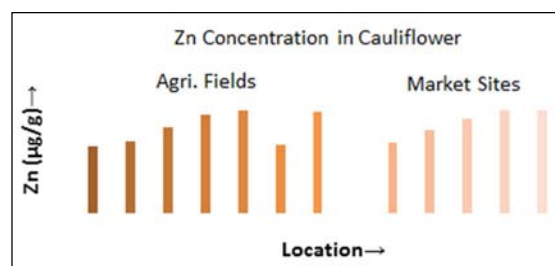 Zn Concentration in Cauliflower
Agri. Fields
Market Sites
Zn (µg/g)→
Location→